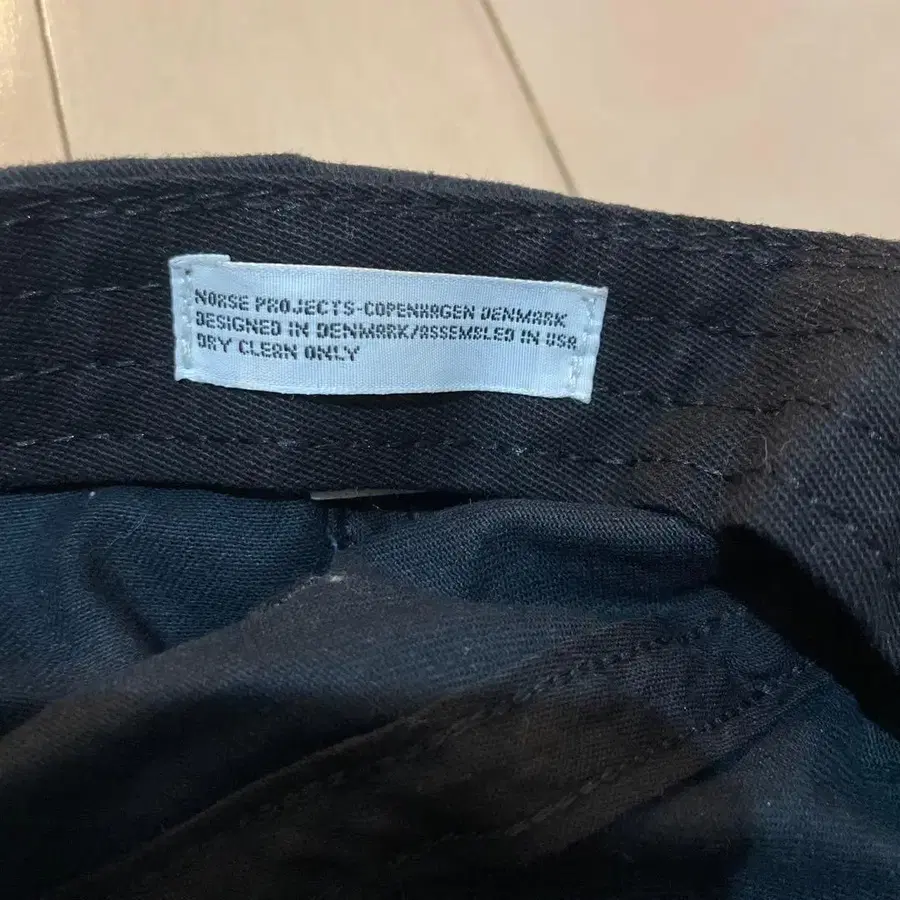 NORSE PROJECTS-COPENHAGEN DENMARK
DESIGNED IN DENMARK/ASSEMBLED IN USA
DRY CLEAN ONLY